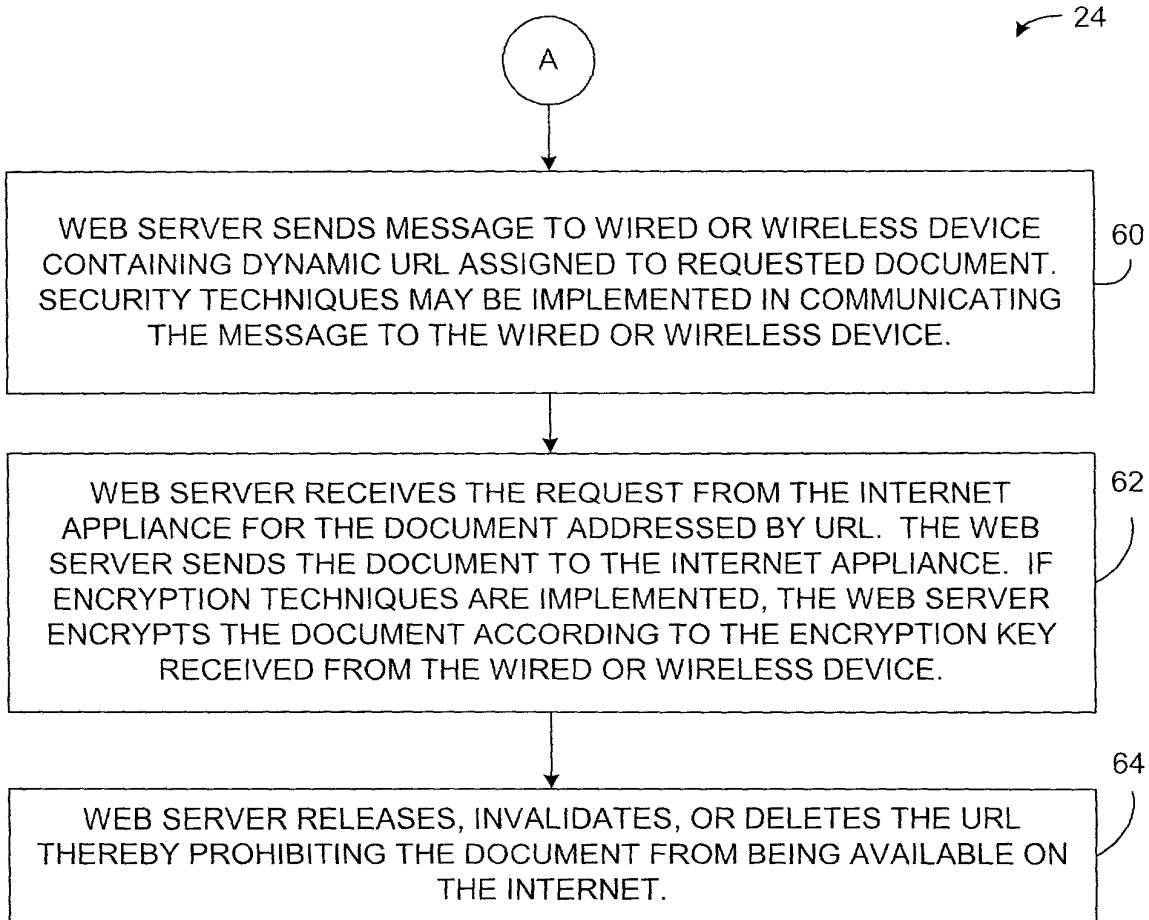 24
A
WEB SERVER SENDS MESSAGE TO WIRED OR WIRELESS DEVICE
CONTAINING DYNAMIC URL ASSIGNED TO REQUESTED DOCUMENT.
SECURITY TECHNIQUES MAY BE IMPLEMENTED IN COMMUNICATING
THE MESSAGE TO THE WIRED OR WIRELESS DEVICE.
60
WEB SERVER RECEIVES THE REQUEST FROM THE INTERNET
APPLIANCE FOR THE DOCUMENT ADDRESSED BY URL. THE WEB
SERVER SENDS THE DOCUMENT TO THE INTERNET APPLIANCE. IF
ENCRYPTION TECHNIQUES ARE IMPLEMENTED, THE WEB SERVER
ENCRYPTS THE DOCUMENT ACCORDING TO THE ENCRYPTION KEY
RECEIVED FROM THE WIRED OR WIRELESS DEVICE.
62
WEB SERVER RELEASES, INVALIDATES, OR DELETES THE URL
THEREBY PROHIBITING THE DOCUMENT FROM BEING AVAILABLE ON
THE INTERNET.
64